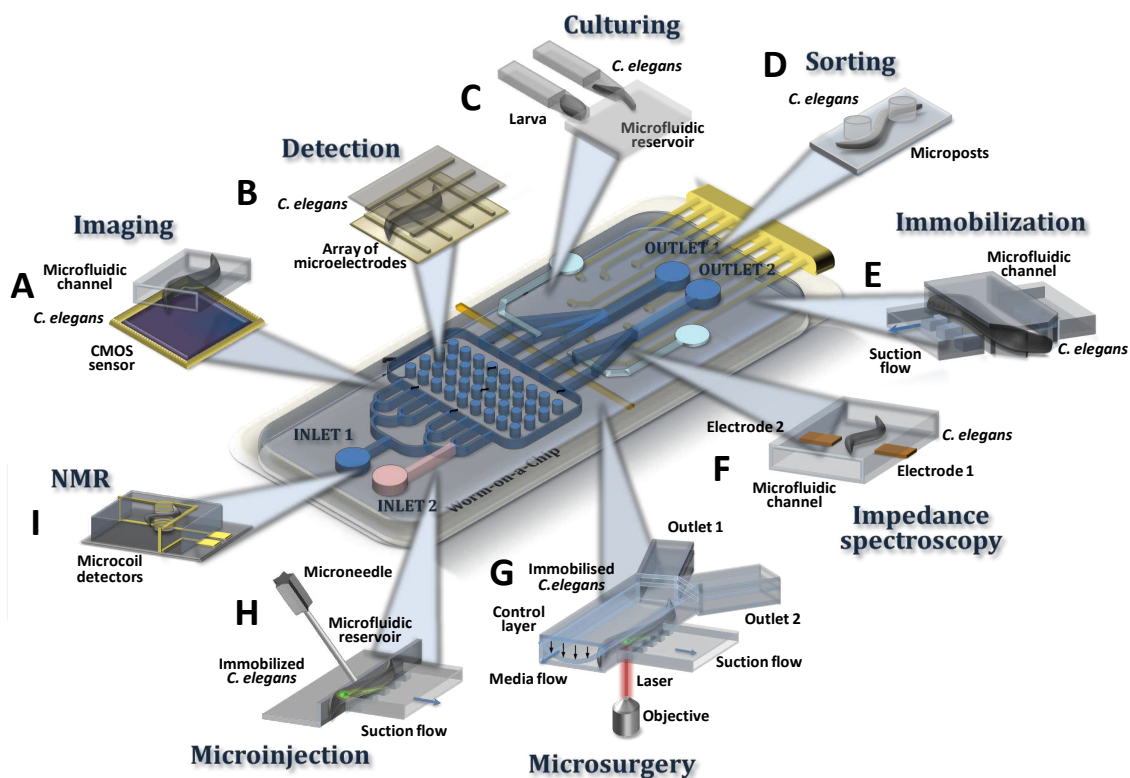 Culturing
C
C. elegans
Larva
Microfluidic
reservoir
D
Sorting
C. elegans
Microposts
Detection
B
C. elegans
Array of
microelectrodes
Imaging
A
Microfluidic
channel
C. elegans
CMOS
sensor
Immobilization
E
Microfluidic
channel
Suction
flow
C. elegans
OUTLET 1
OUTLET 2
INLET 1
INLET 2
Worm-on-a-Chip
F
Electrode 2
C. elegans
Electrode 1
Microfluidic
channel
Impedance
spectroscopy
NMR
I
Microcoil
detectors
H
Microneedle
Microfluidic
reservoir
Immobilized
C. elegans
Suction flow
Microinjection
G
Outlet 1
Immobilised
C.elegans
Control
layer
Outlet 2
Media flow
Suction flow
Laser
Objective
Microsurgery